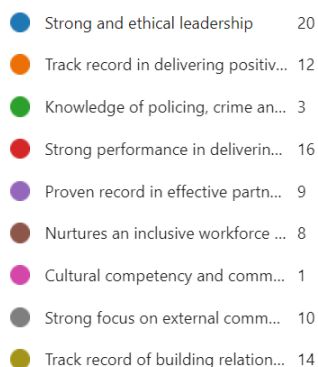 Strong and ethical leadership 20
Track record in delivering positiv... 12
Knowledge of policing, crime an... 3
Strong performance in deliverin... 16
Proven record in effective partn... 9
Nurtures an inclusive workforce ... 8
Cultural competency and comm... 1
Strong focus on external comm... 10
Track record of building relation... 14